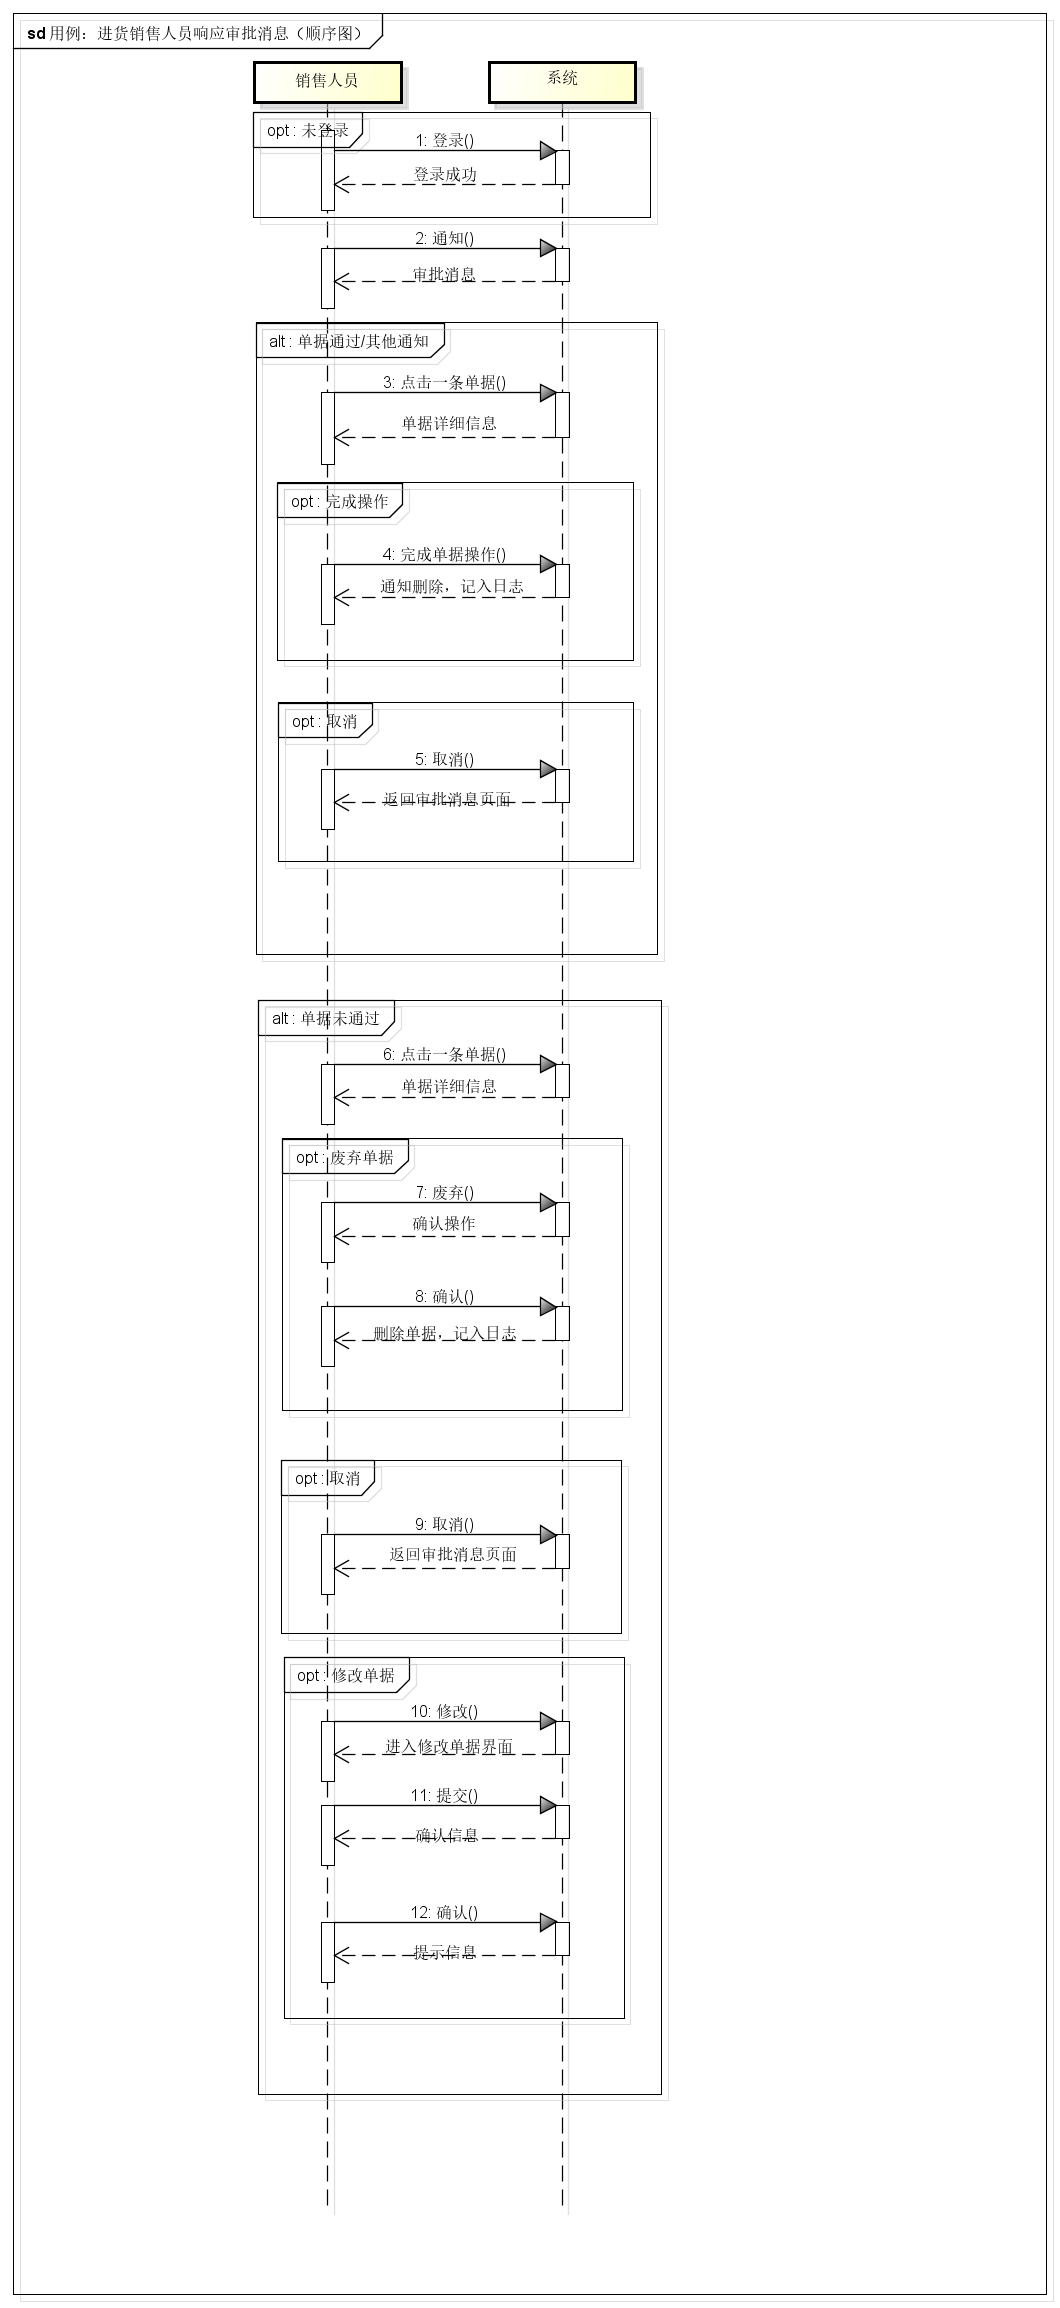 sd 用例：进货销售人员响应审批消息（顺序图）
销售人员
系统
opt : 未登录
1: 登录()
登录成功
2: 通知()
审批消息
alt : 单据通过/其他通知
3: 点击一条单据()
单据详细信息
opt : 完成操作
4: 完成单据操作()
通知删除，记入日志
opt : 取消
5: 取消()
返回审批消息页面
alt : 单据未通过
6: 点击一条单据()
单据详细信息
opt : 废弃单据
7: 废弃()
确认操作
8: 确认()
删除单据，记入日志
opt : 取消
9: 取消()
返回审批消息页面
opt : 修改单据
10: 修改()
进入修改单据界面
11: 提交()
确认信息
12: 确认()
提示信息